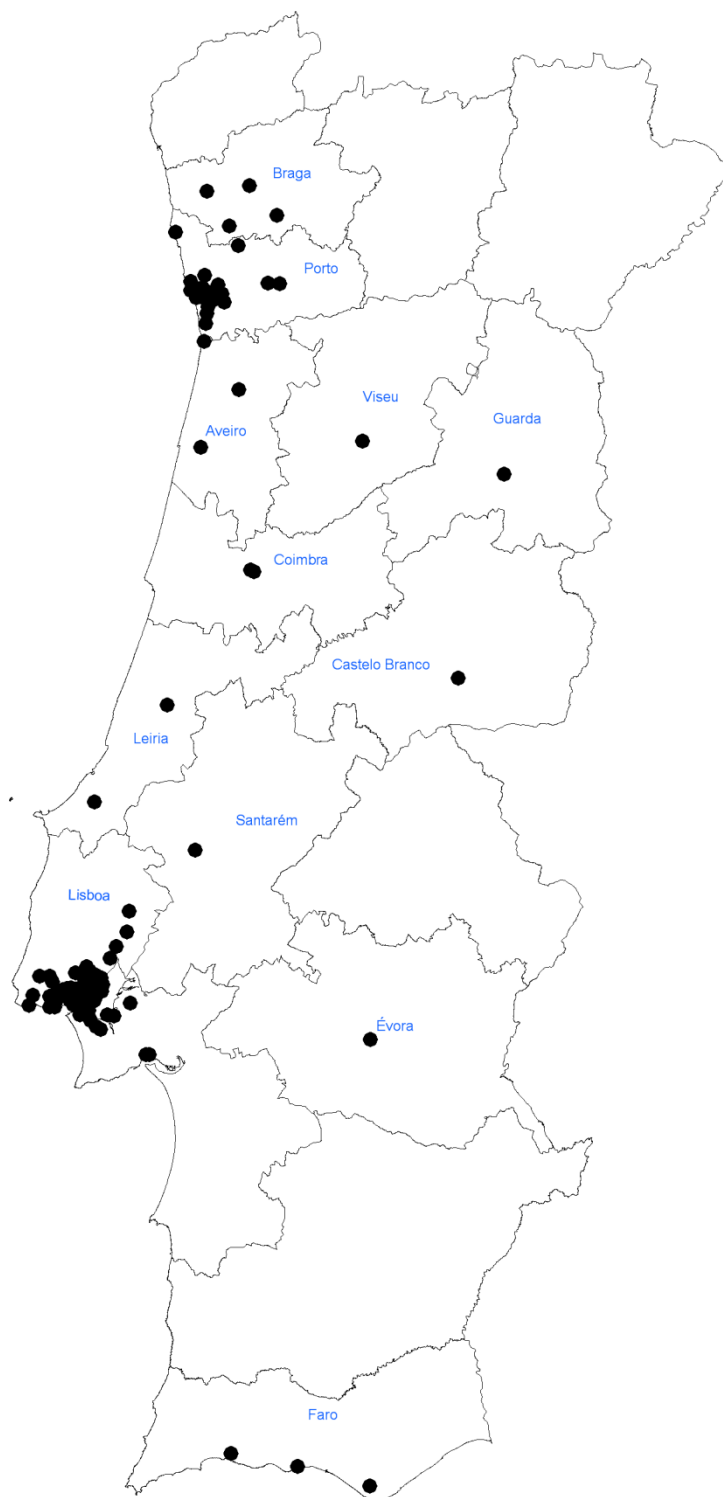 Braga
Porto
Viseu
Guarda
Aveiro
Coimbra
Castelo Branco
Leiria
Santarém
Lisboa
Évora
Faro